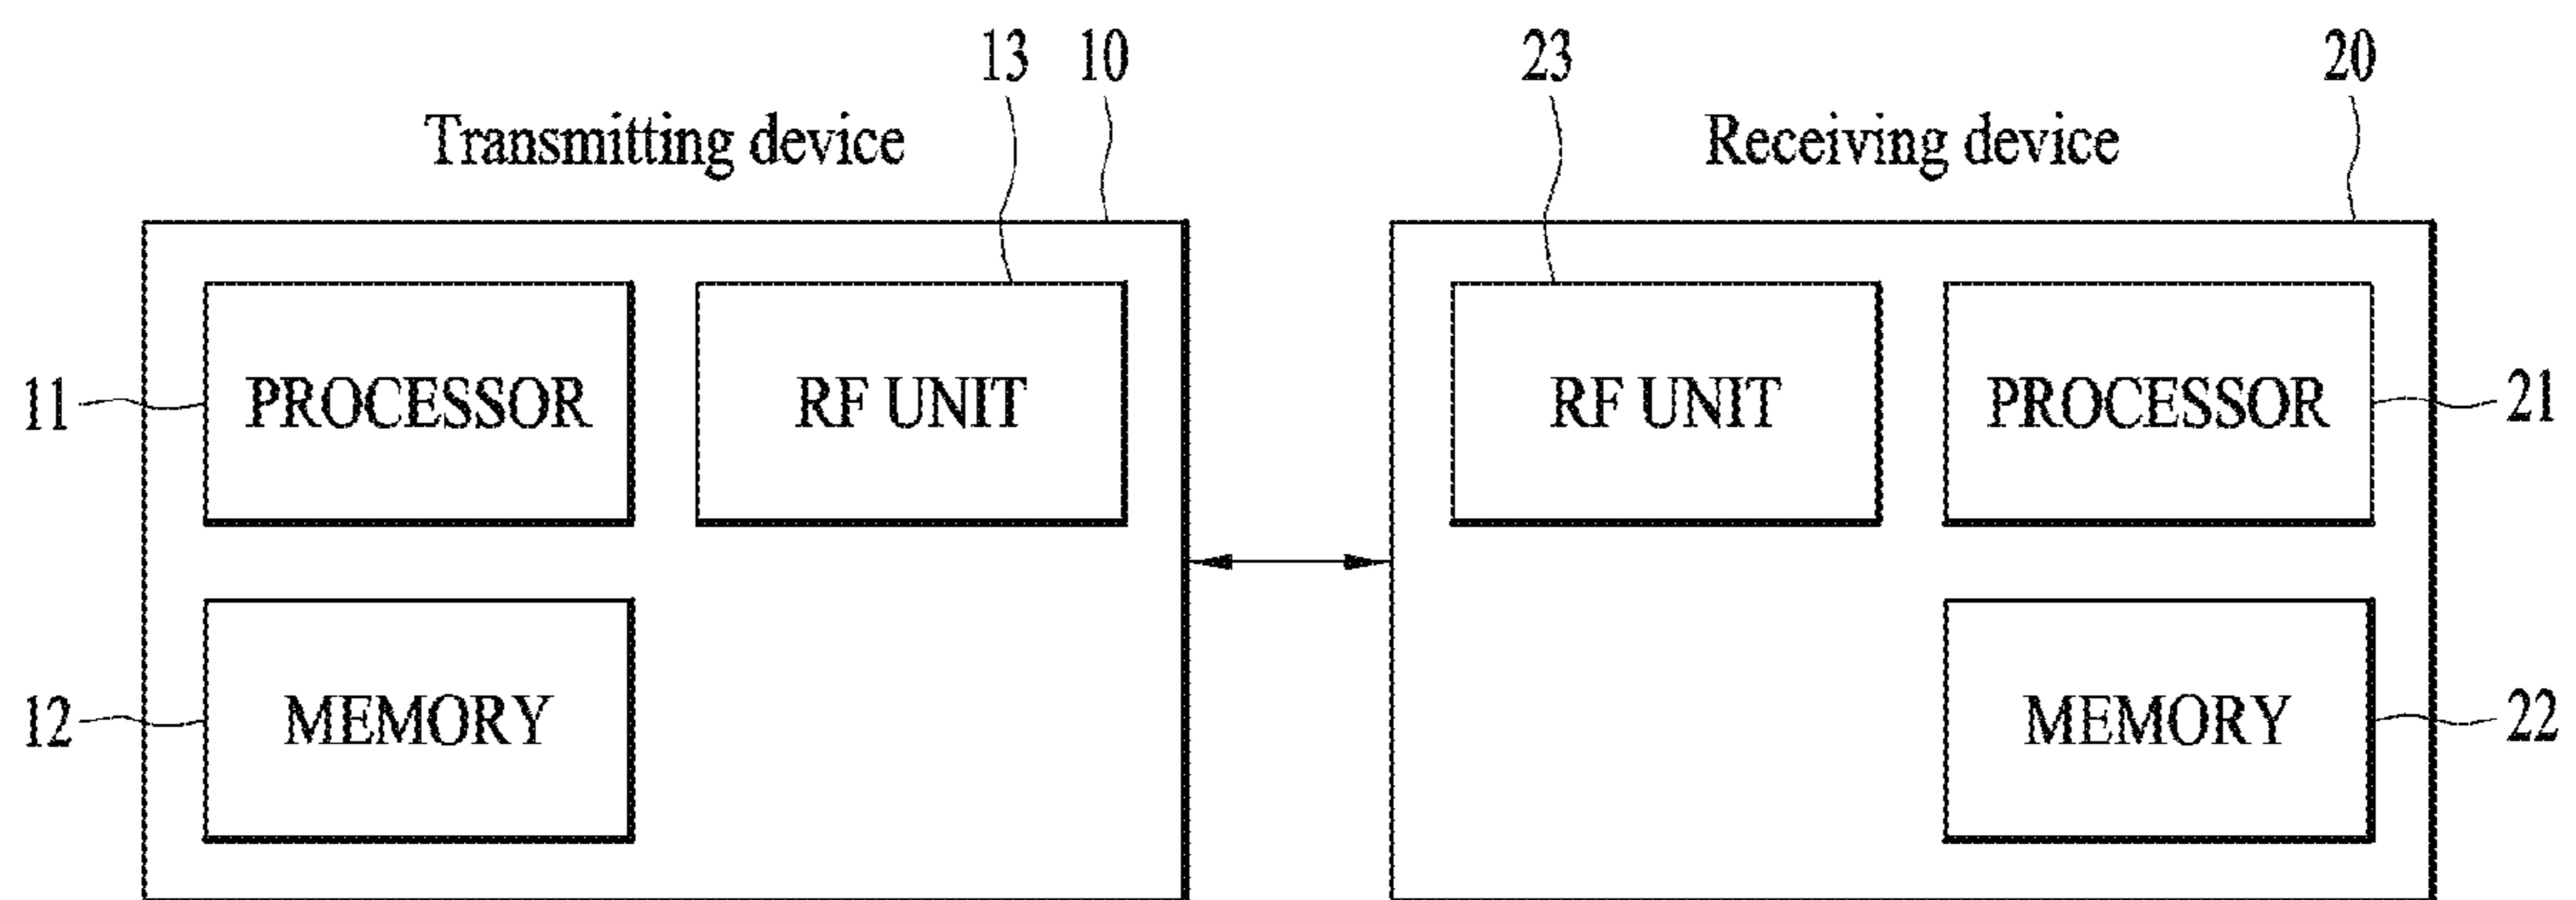 13 10 23 20
Transmitting device Receiving device
11 PROCESSOR RF UNIT RF UNIT PROCESSOR 21
12 MEMORY MEMORY 22